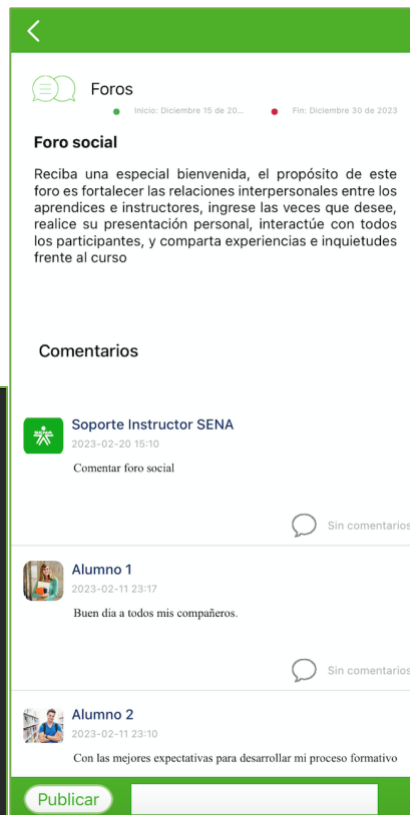 Foros
Inicio: Diciembre 15 de 20... Fin: Diciembre 30 de 2023
Foro social
Reciba una especial bienvenida, el propósito de este
foro es fortalecer las relaciones interpersonales entre los
aprendices e instructores, ingrese las veces que desee,
realice su presentación personal, interactúe con todos
los participantes, y comparta experiencias e inquietudes
frente al curso
Comentarios
Soporte Instructor SENA
2023-02-20 15:10
Comentar foro social
Sin comentarios
Alumno 1
2023-02-11 23:17
Buen dia a todos mis compañeros.
Sin comentarios
Alumno 2
2023-02-11 23:10
Con las mejores expectativas para desarrollar mi proceso formativo
Publicar